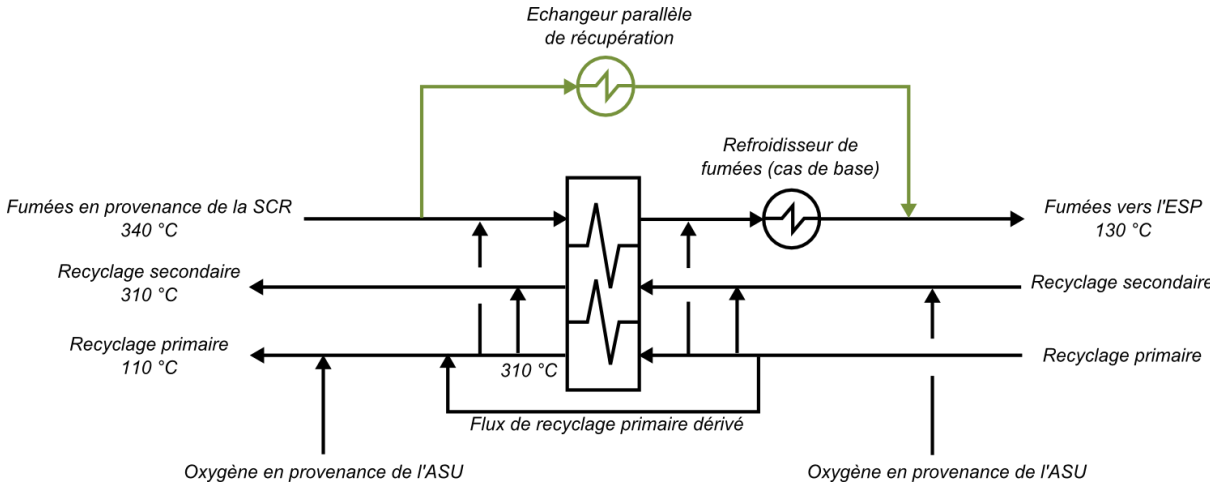 Echangeur parallèle
de récupération
Refroidisseur de
fumées (cas de base)
Fumées en provenance de la SCR
340 °C
Fumées vers l'ESP
130 °C
Recyclage secondaire
310 °C
Recyclage secondaire
Recyclage primaire
110 °C
310 °C
Recyclage primaire
Flux de recyclage primaire dérivé
Oxygène en provenance de l'ASU
Oxygène en provenance de l'ASU